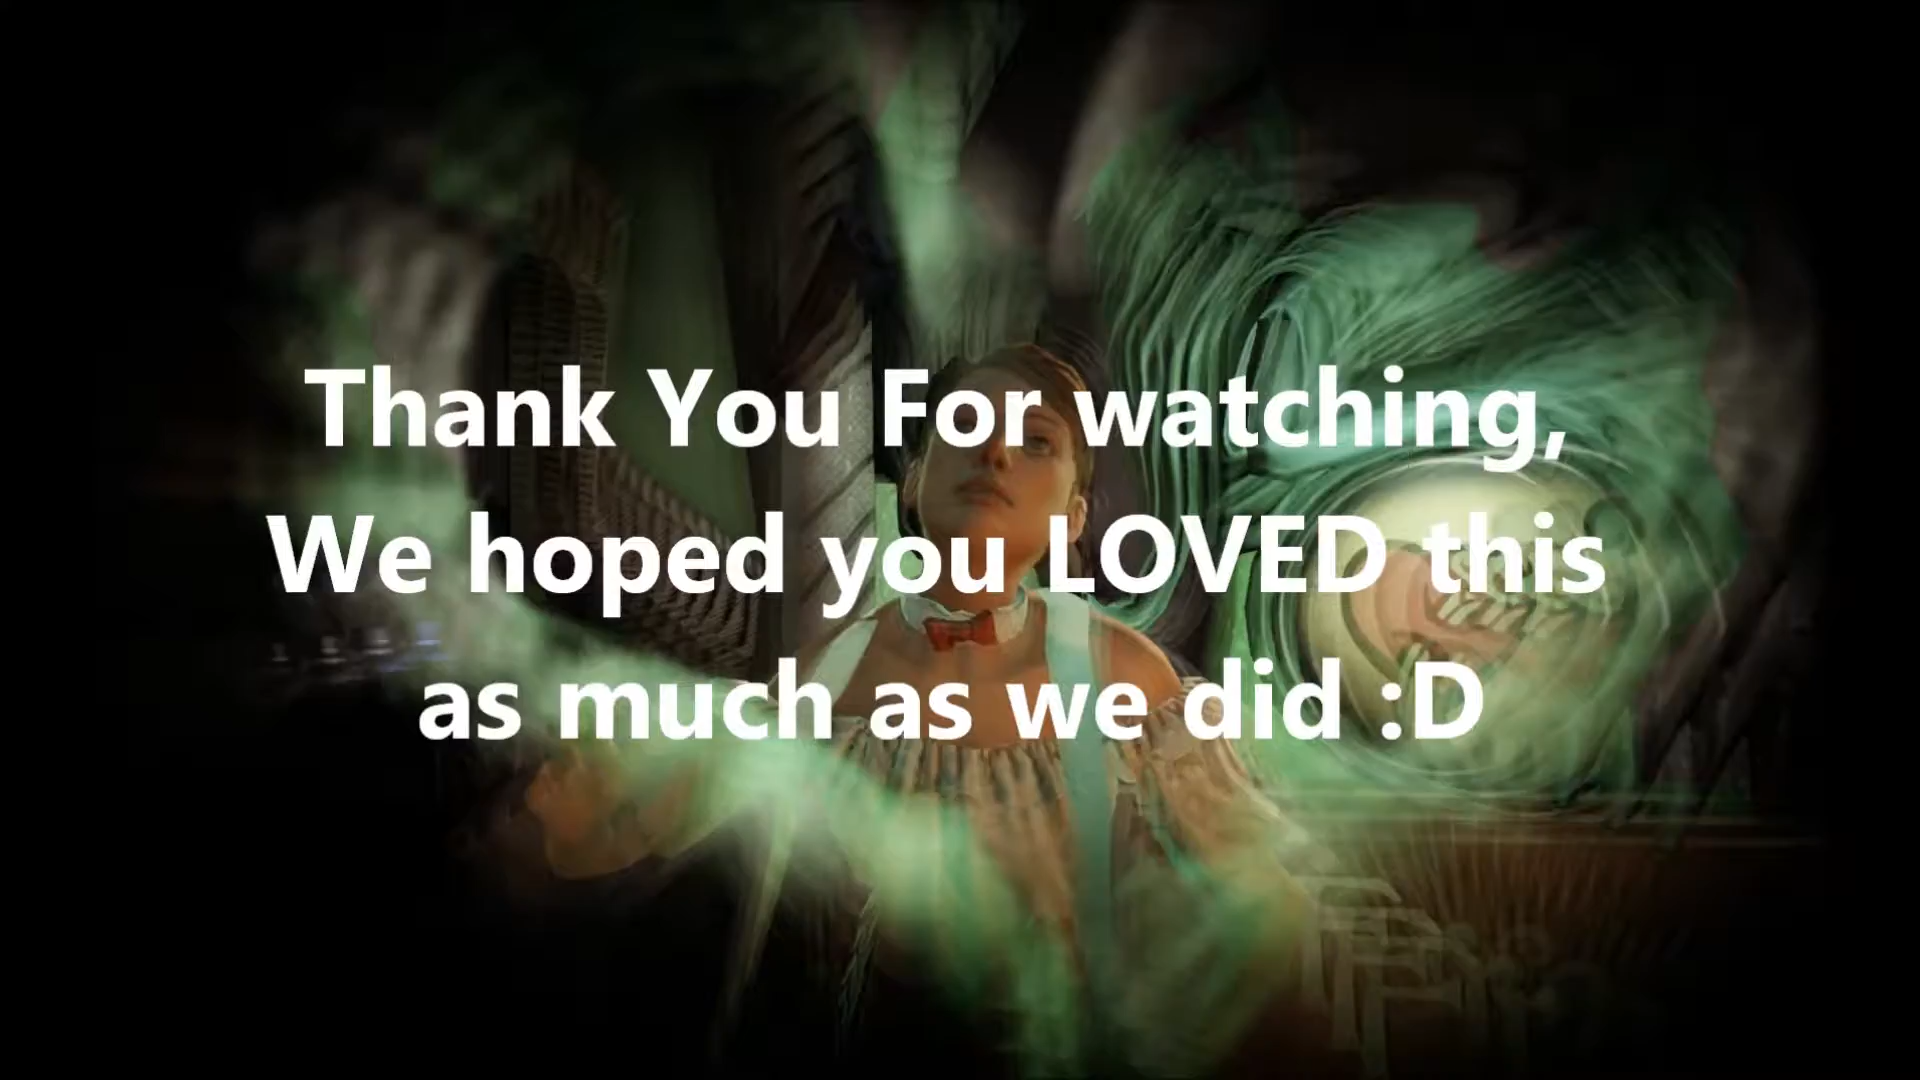 Thank You For watching,
We hoped you LOVED this
as much as we did :D